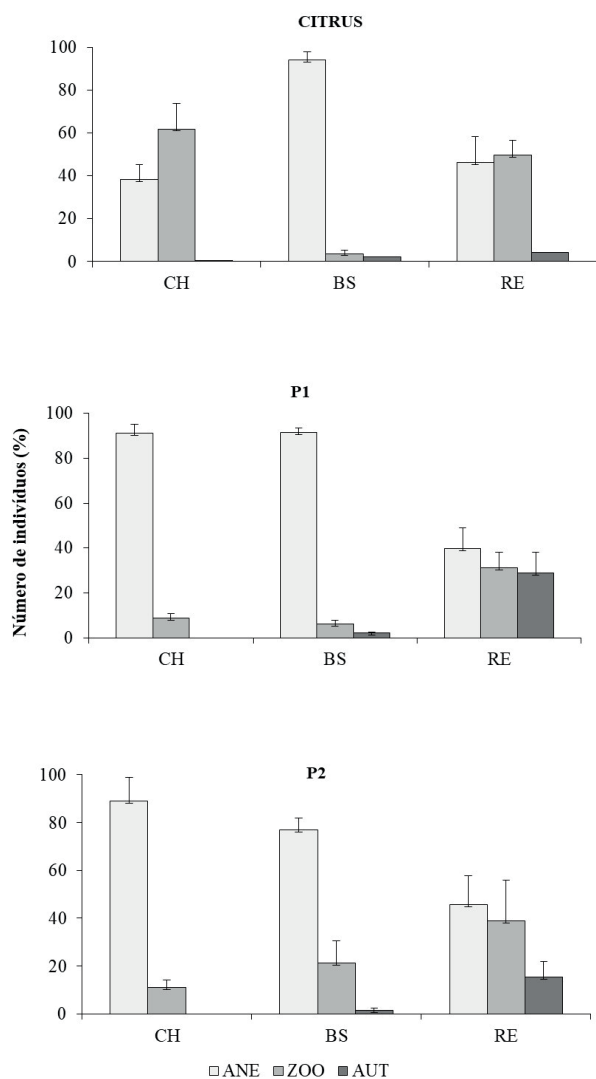 CITRUS
100
80
60
40
20
0
CH BS RE
Número de indivíduos (%)
P1
100
80
60
40
20
0
CH BS RE
P2
100
80
60
40
20
0
CH BS RE
ANE ZOO AUT